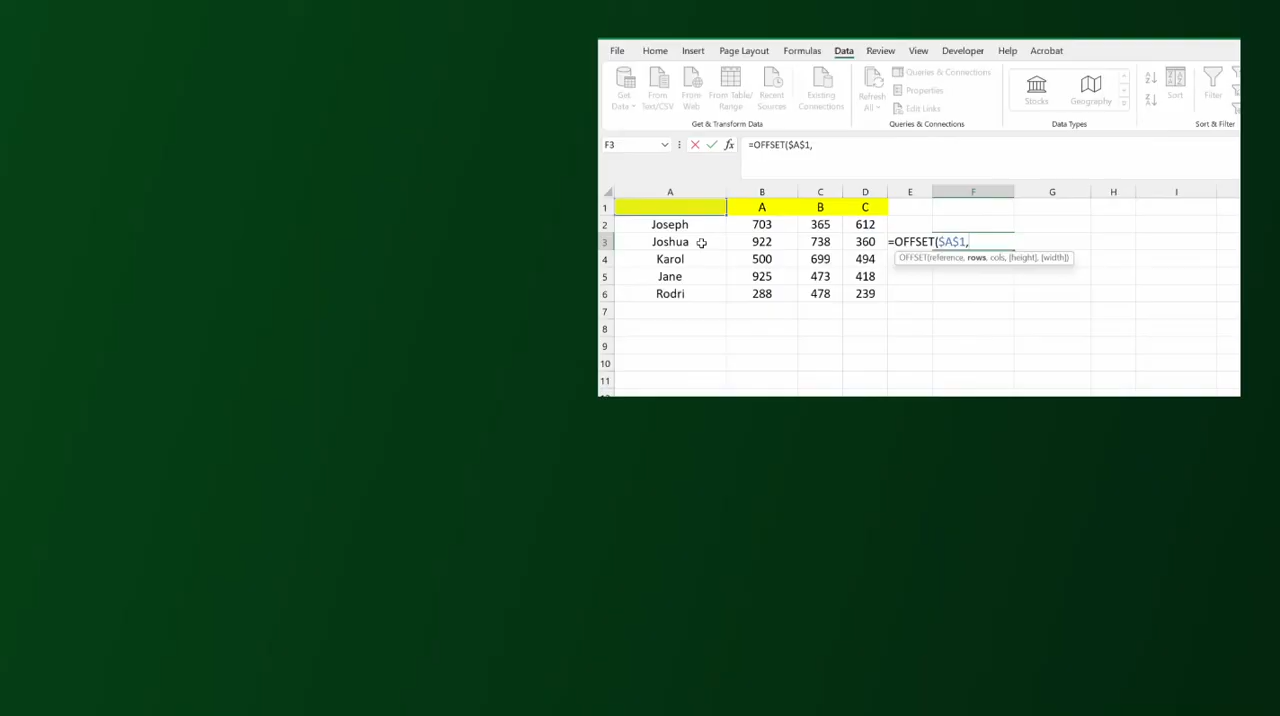 File Home Insert Page Layout Formulas Data Review View Developer Help Acrobat
Get Data
From Text/CSV
From Web
From Table/ Range
Recent Sources
Existing Connections
Get & Transform Data
Refresh All
Queries & Connections
Properties
Edit Links
Queries & Connections
Stocks
Geography
Data Types
Sort
Filter
Sort & Filter
F3 fx =OFFSET($A$1,
A B C D E F G H I
1 A B C
2 Joseph 703 365 612
3 Joshua 922 738 360 =OFFSET($A$1,
OFFSET(reference, rows, cols, [height], [width])
4 Karol 500 699 494
5 Jane 925 473 418
6 Rodri 288 478 239
7
8
9
10
11